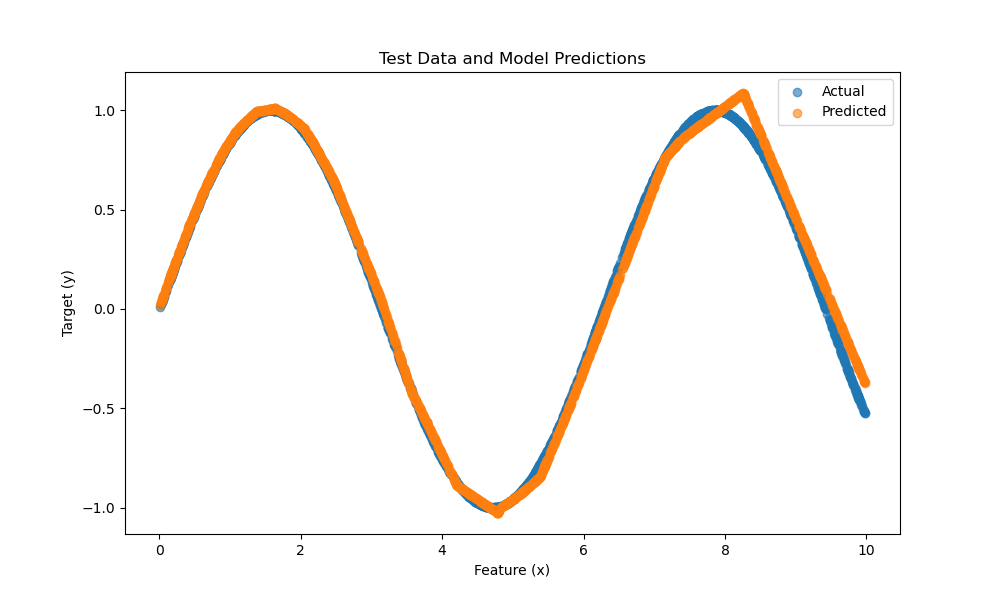 Test Data and Model Predictions
Actual
Predicted
1.0
0.5
0.0
−0.5
−1.0
Target (y)
0
2
4
6
8
10
Feature (x)